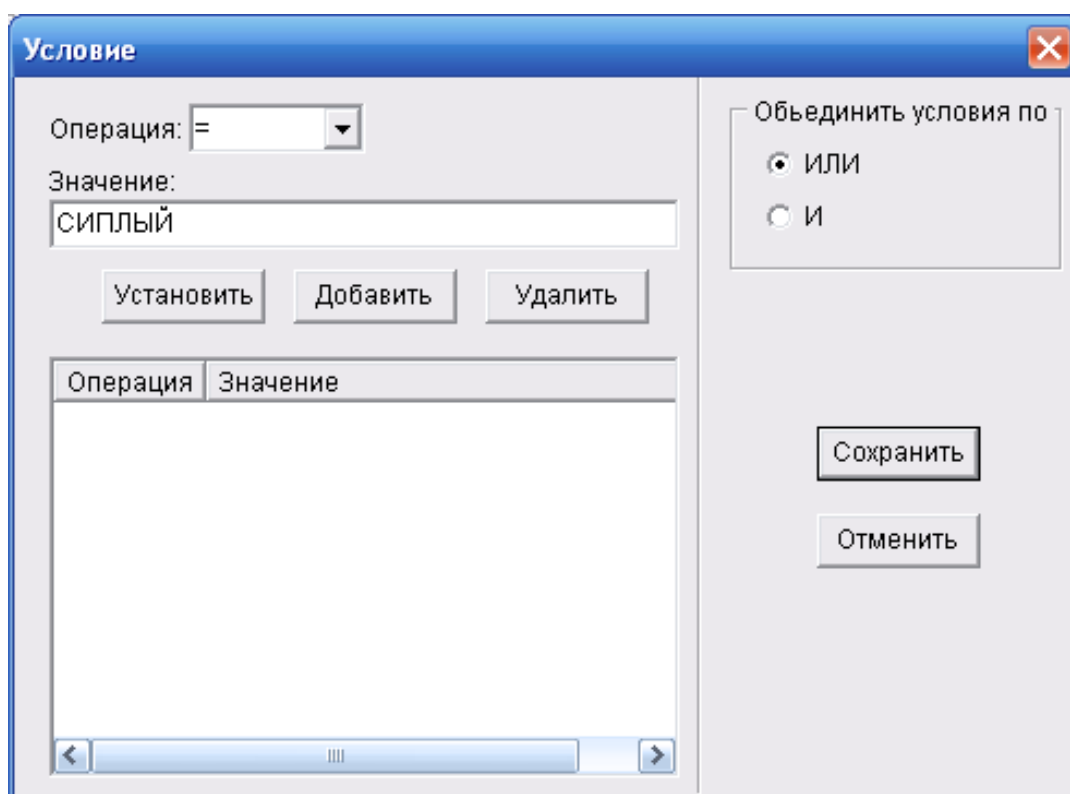 Условие
Операция: =
Значение:
СИПЛЫЙ
Установить Добавить Удалить
Операция Значение
Обьединить условия по
ИЛИ
И
Сохранить
Отменить